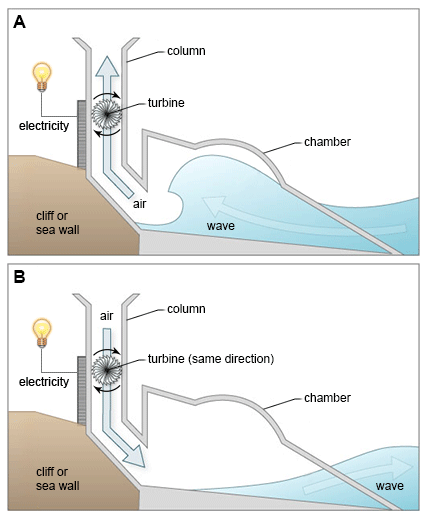 A
column
turbine
electricity
chamber
air
cliff or
sea wall
wave
B
air
column
turbine (same direction)
electricity
chamber
cliff or
sea wall
wave